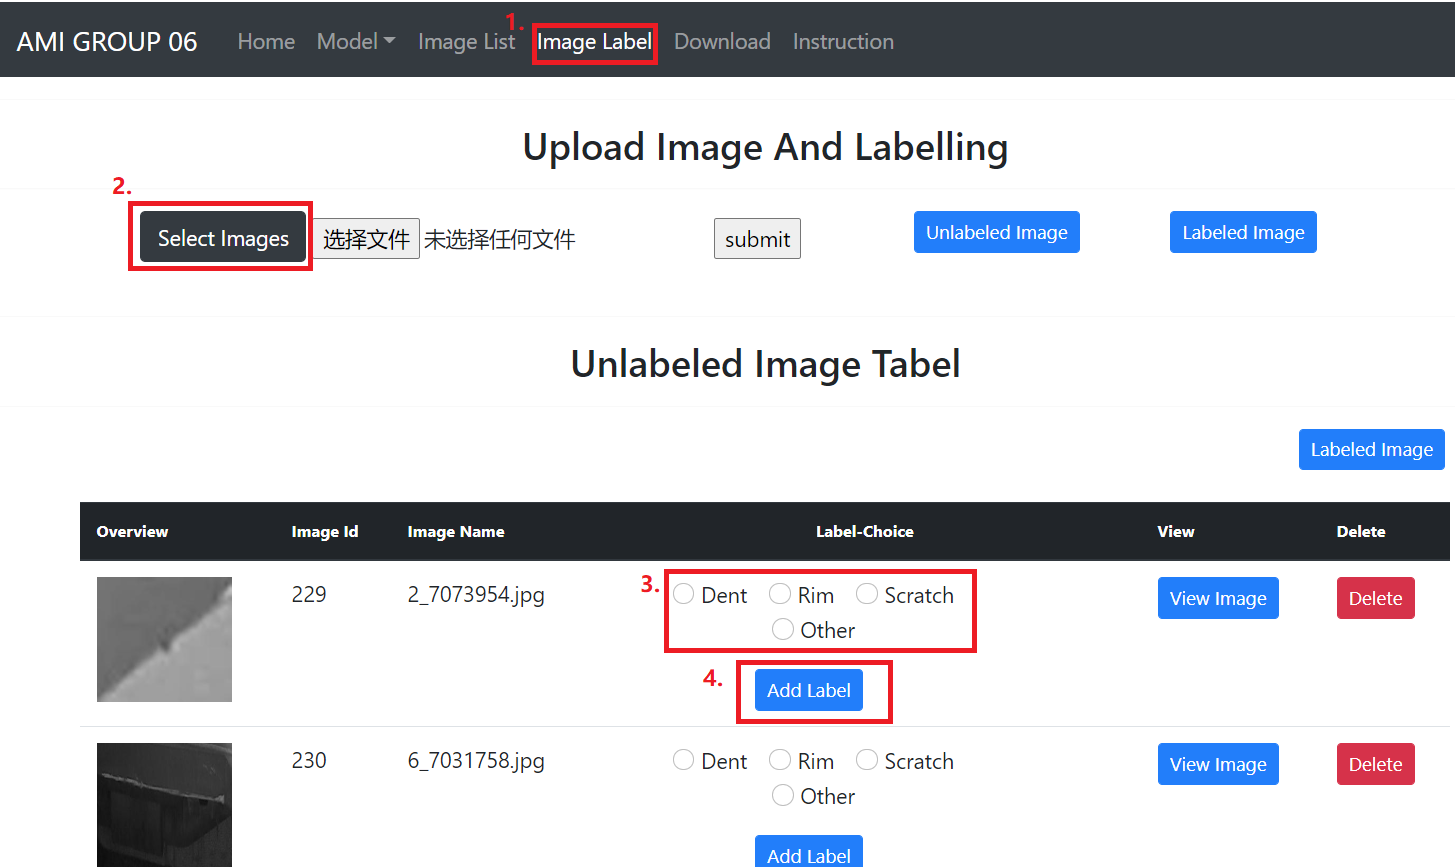 1.
AMI GROUP 06 Home Model Image List Image Label Download Instruction
Upload Image And Labelling
2.
Select Images 选择文件 未选择任何文件 submit Unlabeled Image Labeled Image
Unlabeled Image Tabel
Labeled Image
Overview Image Id Image Name Label-Choice View Delete
229 2_7073954.jpg 3. Dent Rim Scratch View Image Delete
Other
4. Add Label
230 6_7031758.jpg Dent Rim Scratch View Image Delete
Other
Add Label